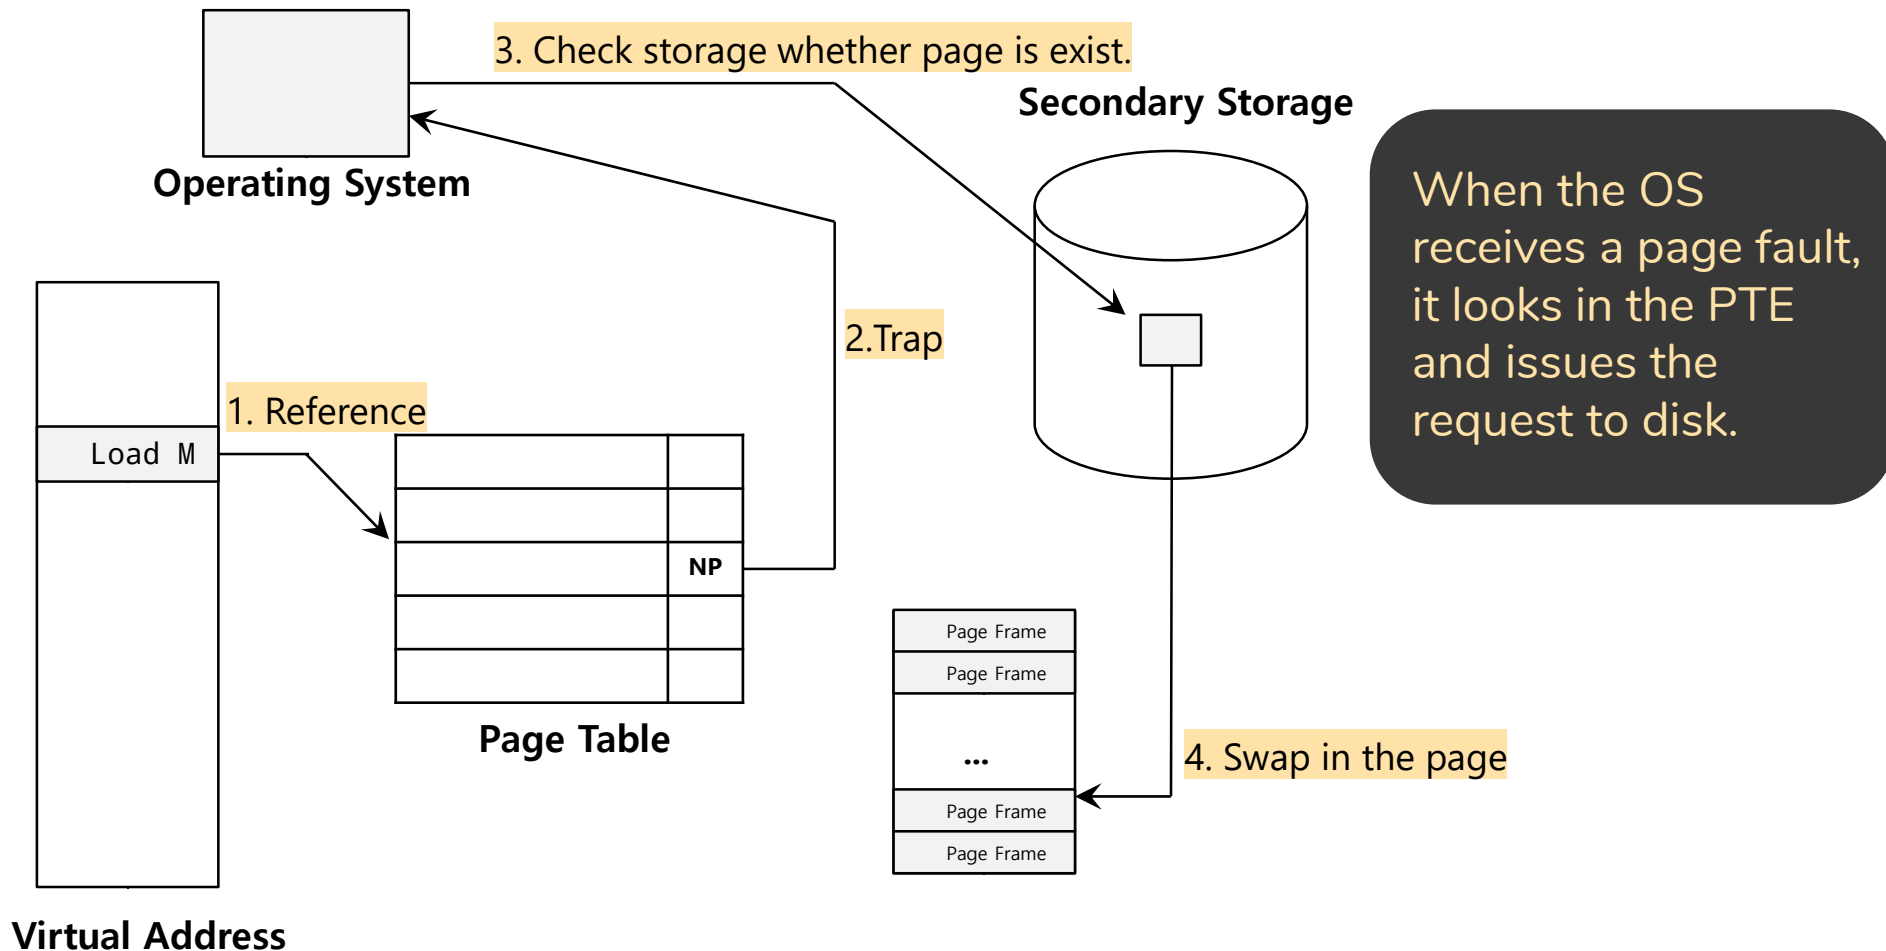 3. Check storage whether page is exist.
Secondary Storage
Operating System
When the OS
receives a page fault,
it looks in the PTE
and issues the
request to disk.
2.Trap
1. Reference
Load M
NP
Page Table
Page Frame
Page Frame
...
Page Frame
Page Frame
4. Swap in the page
Virtual Address